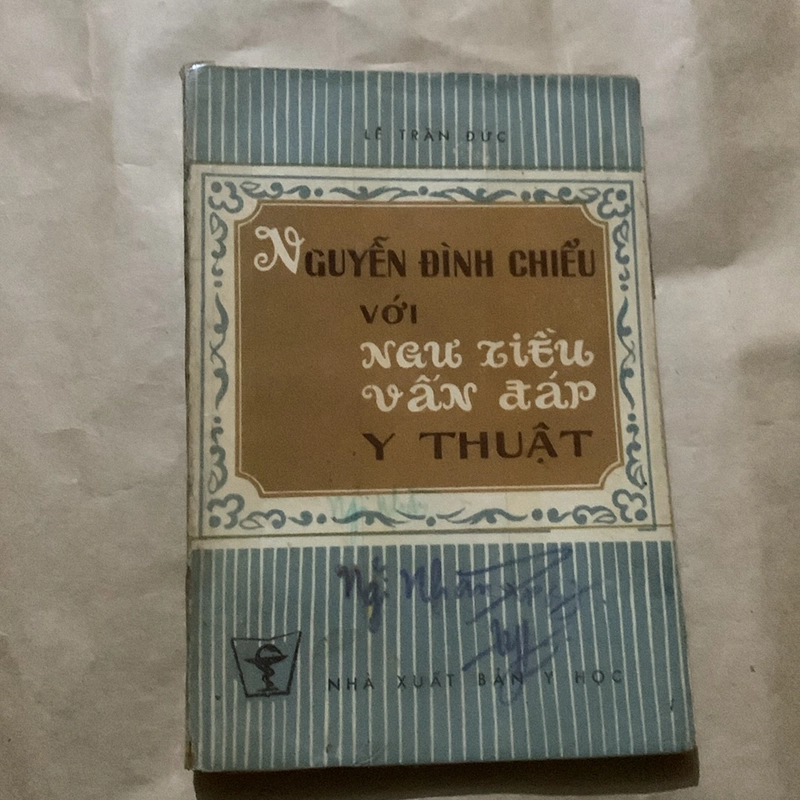 LÊ TRẦN ĐỨC
NGUYỄN ĐÌNH CHIỂU
VỚI
NGƯ TIỀU
VẤN ĐÁP
Y THUẬT
NHÀ XUẤT BẢN Y HỌC